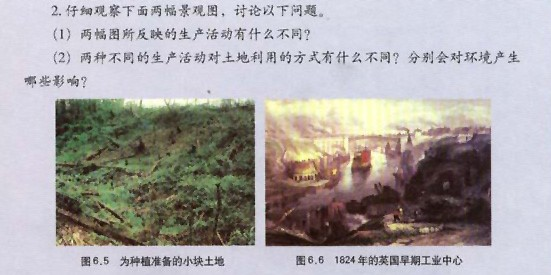 2.仔细观察下面两幅景观图，讨论以下问题。
(1) 两幅图所反映的生产活动有什么不同？
(2) 两种不同的生产活动对土地利用的方式有什么不同？分别会对环境产生
哪些影响？
图6.5 为种植准备的小块土地
图6.6 1824年的英国早期工业中心